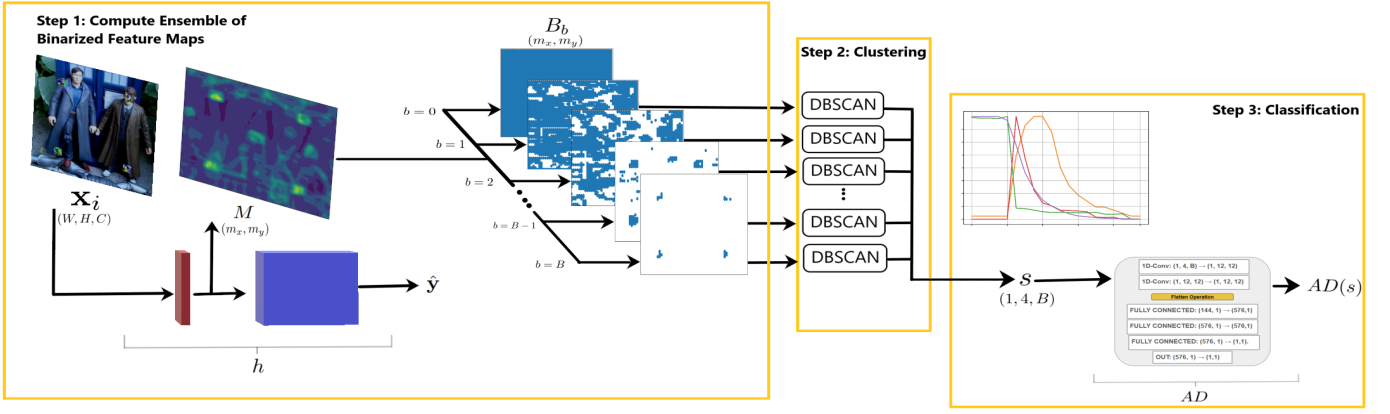 Step 1: Compute Ensemble of
Binarized Feature Maps
x_i
(W, H, C)
M
(m_x, m_y)
ŷ
h
B_b
(m_x, m_y)
b = 0
b = 1
b = 2
b = B − 1
b = B
Step 2: Clustering
DBSCAN
DBSCAN
DBSCAN
DBSCAN
DBSCAN
s
(1, 4, B)
Step 3: Classification
1D-Conv: (1, 4, B) → (1, 12, 12)
1D-Conv: (1, 12, 12) → (1, 12, 12)
Flatten Operation
FULLY CONNECTED: (144, 1) → (576,1)
FULLY CONNECTED: (576, 1) → (576,1)
FULLY CONNECTED: (576, 1) → (1,1).
OUT: (576, 1) → (1,1)
AD
AD(s)